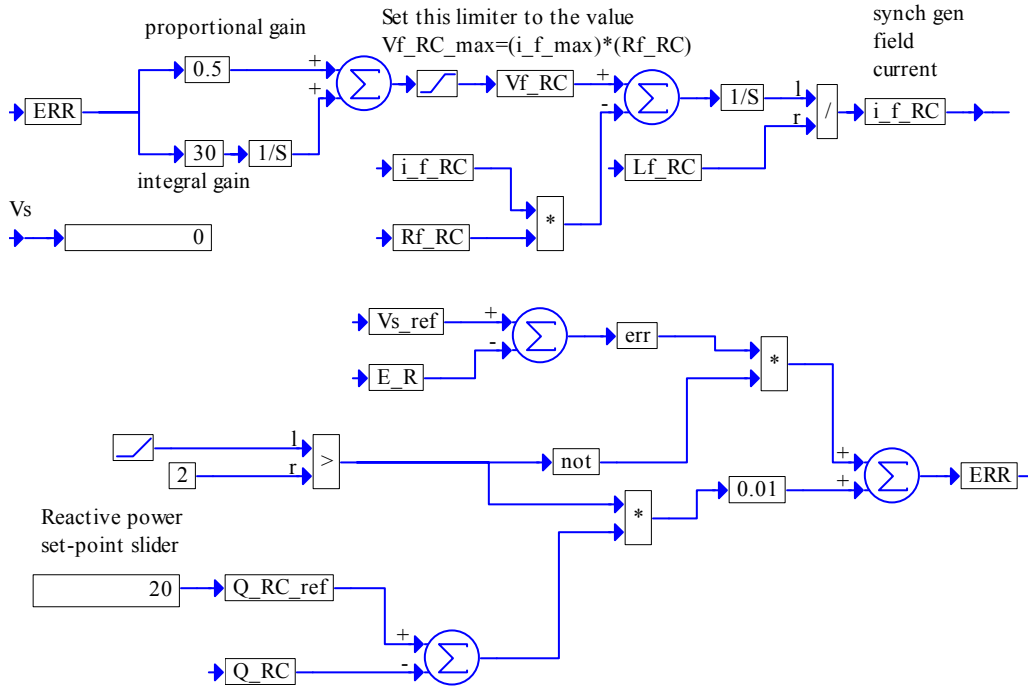 Set this limiter to the value
Vf_RC_max=(i_f_max)*(Rf_RC)
synch gen
field
current
proportional gain
ERR
0.5
+
+
Σ
Vf_RC
+
-
Σ
1/S
l
r
/
i_f_RC
30
1/S
integral gain
i_f_RC
Lf_RC
*
Rf_RC
Vs
0
Vs_ref
+
-
Σ
err
E_R
*
l
r
>
2
not
+
+
Σ
ERR
*
0.01
Reactive power
set-point slider
20
Q_RC_ref
+
-
Σ
Q_RC